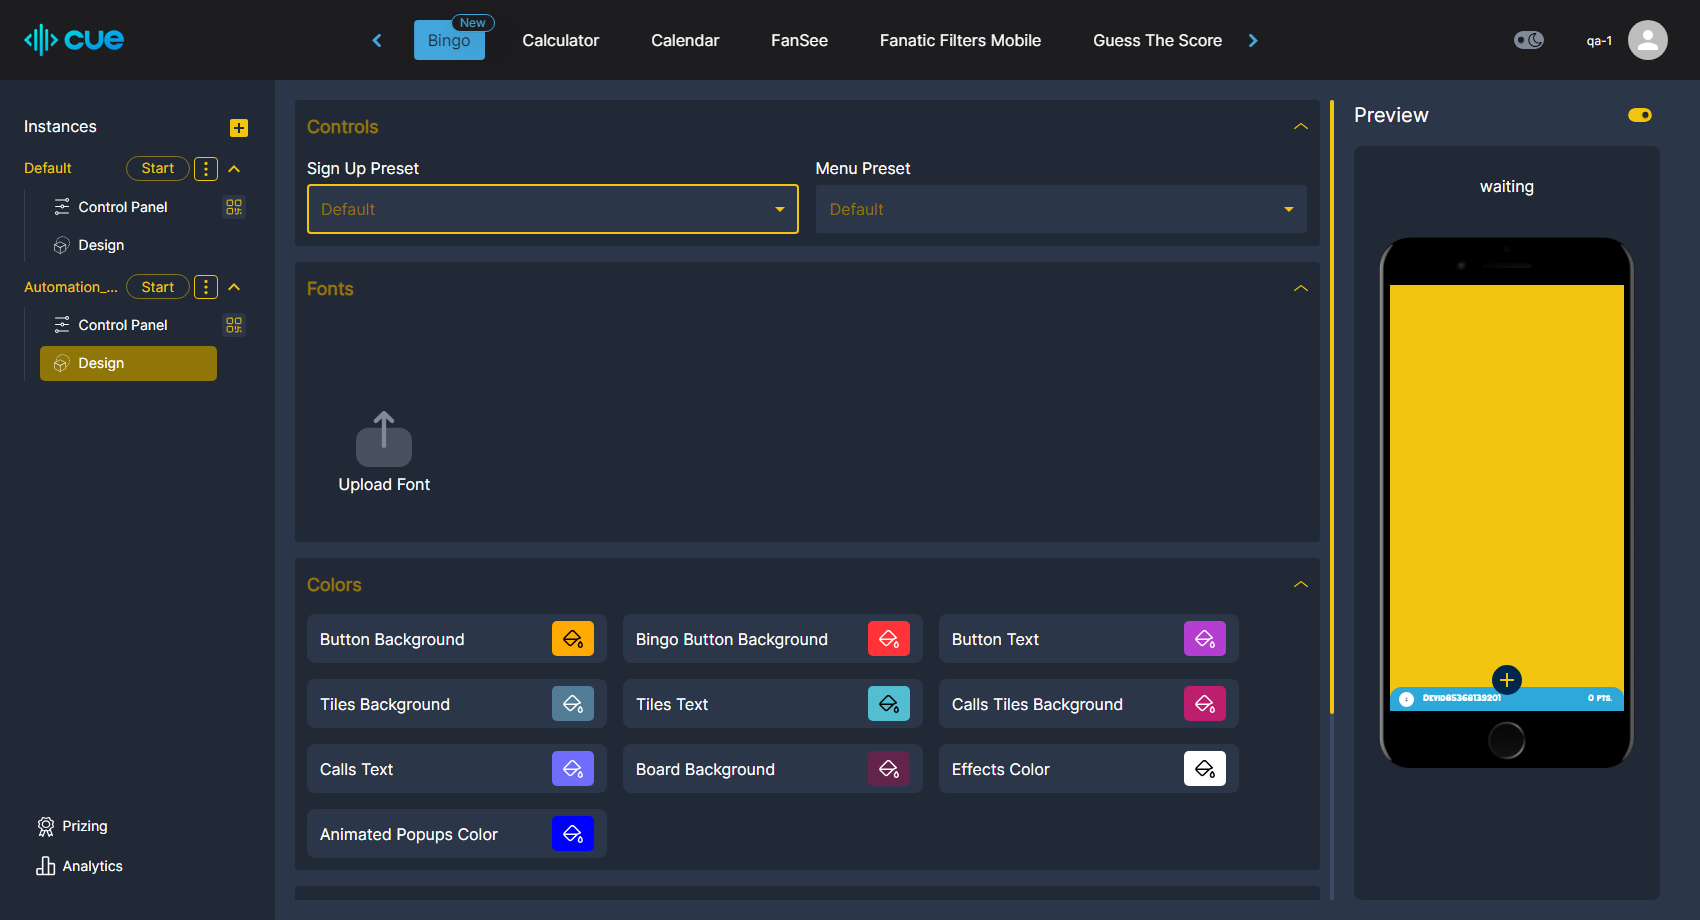 cue
New
Bingo
Calculator
Calendar
FanSee
Fanatic Filters Mobile
Guess The Score
qa-1
Instances
Default
Start
Control Panel
Design
Automation_...
Start
Control Panel
Design
Prizing
Analytics
Controls
Sign Up Preset
Menu Preset
Default
Default
Fonts
Upload Font
Colors
Button Background
Bingo Button Background
Button Text
Tiles Background
Tiles Text
Calls Tiles Background
Calls Text
Board Background
Effects Color
Animated Popups Color
Preview
waiting
DEVID85368139201
0 PTS.